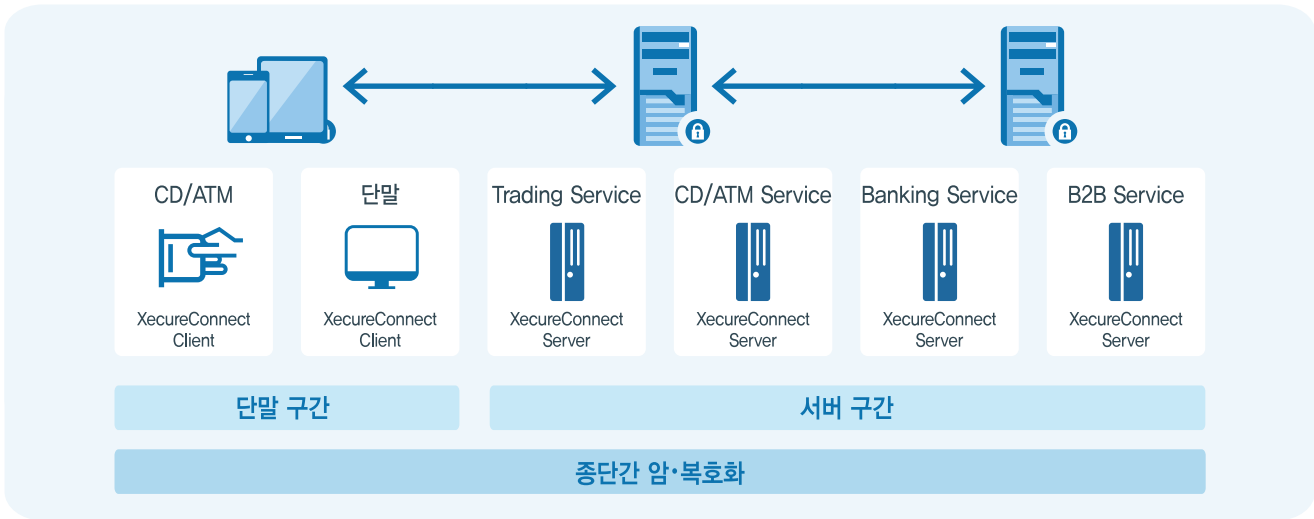 CD/ATM
XecureConnect
Client
단말
XecureConnect
Client
Trading Service
XecureConnect
Server
CD/ATM Service
XecureConnect
Server
Banking Service
XecureConnect
Server
B2B Service
XecureConnect
Server
단말 구간
서버 구간
종단간 암·복호화